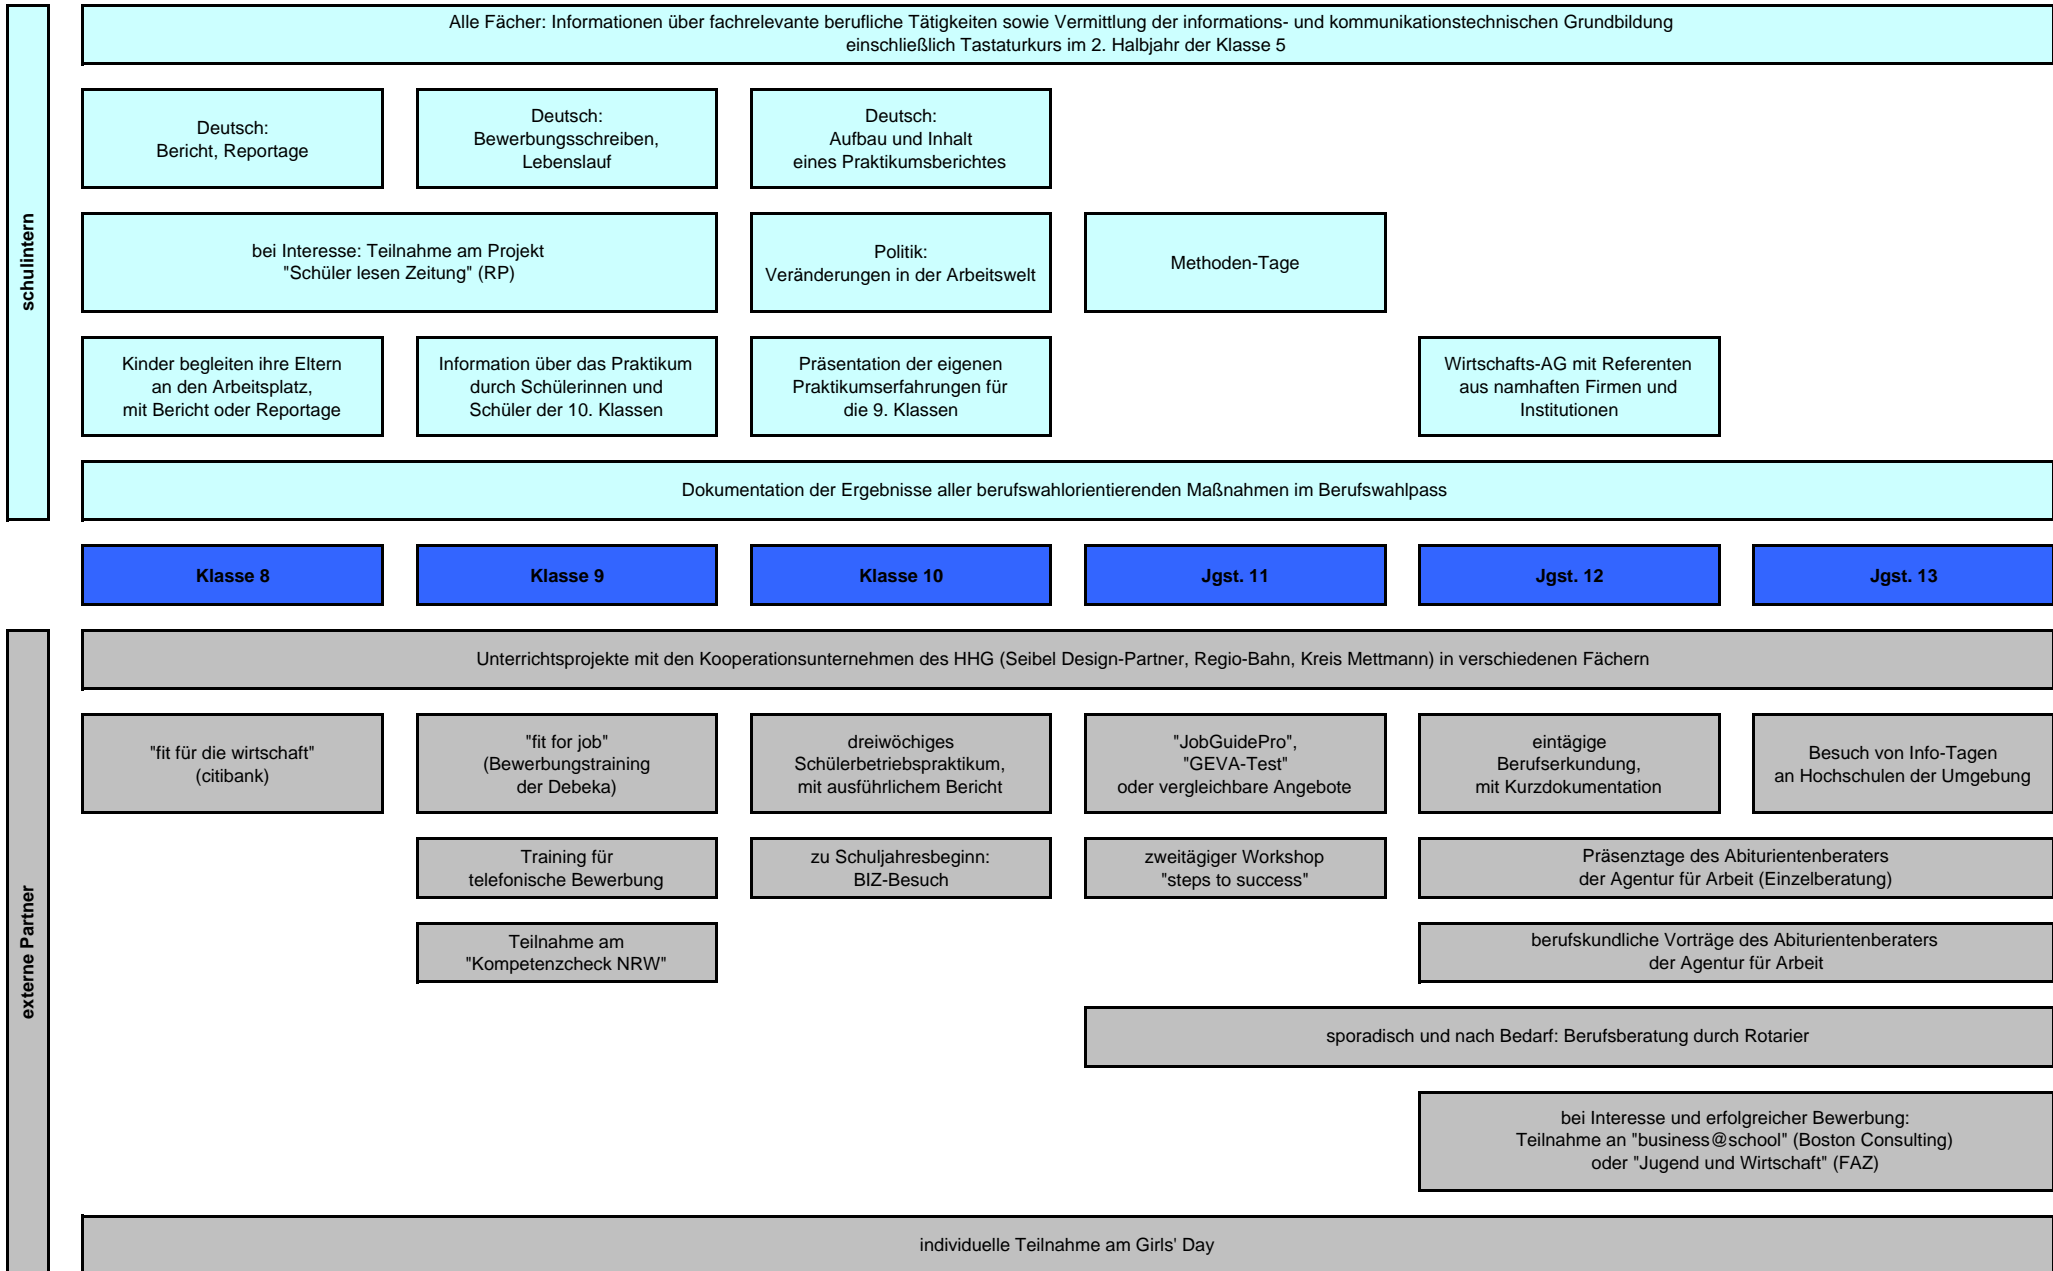 Alle Fächer: Informationen über fachrelevante berufliche Tätigkeiten sowie Vermittlung der informations- und kommunikationstechnischen Grundbildung
einschließlich Tastaturkurs im 2. Halbjahr der Klasse 5
schulintern
Deutsch:
Bericht, Reportage
Deutsch:
Bewerbungsschreiben,
Lebenslauf
Deutsch:
Aufbau und Inhalt
eines Praktikumsberichtes
bei Interesse: Teilnahme am Projekt
"Schüler lesen Zeitung" (RP)
Politik:
Veränderungen in der Arbeitswelt
Methoden-Tage
Kinder begleiten ihre Eltern
an den Arbeitsplatz,
mit Bericht oder Reportage
Information über das Praktikum
durch Schülerinnen und
Schüler der 10. Klassen
Präsentation der eigenen
Praktikumserfahrungen für
die 9. Klassen
Wirtschafts-AG mit Referenten
aus namhaften Firmen und
Institutionen
Dokumentation der Ergebnisse aller berufswahlorientierenden Maßnahmen im Berufswahlpass
Klasse 8
Klasse 9
Klasse 10
Jgst. 11
Jgst. 12
Jgst. 13
externe Partner
Unterrichtsprojekte mit den Kooperationsunternehmen des HHG (Seibel Design-Partner, Regio-Bahn, Kreis Mettmann) in verschiedenen Fächern
"fit für die wirtschaft"
(citibank)
"fit for job"
(Bewerbungstraining
der Debeka)
dreiwöchiges
Schülerbetriebspraktikum,
mit ausführlichem Bericht
"JobGuidePro",
"GEVA-Test"
oder vergleichbare Angebote
eintägige
Berufserkundung,
mit Kurzdokumentation
Besuch von Info-Tagen
an Hochschulen der Umgebung
Training für
telefonische Bewerbung
zu Schuljahresbeginn:
BIZ-Besuch
zweitägiger Workshop
"steps to success"
Präsenztage des Abiturientenberaters
der Agentur für Arbeit (Einzelberatung)
Teilnahme am
"Kompetenzcheck NRW"
berufskundliche Vorträge des Abiturientenberaters
der Agentur für Arbeit
sporadisch und nach Bedarf: Berufsberatung durch Rotarier
bei Interesse und erfolgreicher Bewerbung:
Teilnahme an "business@school" (Boston Consulting)
oder "Jugend und Wirtschaft" (FAZ)
individuelle Teilnahme am Girls' Day